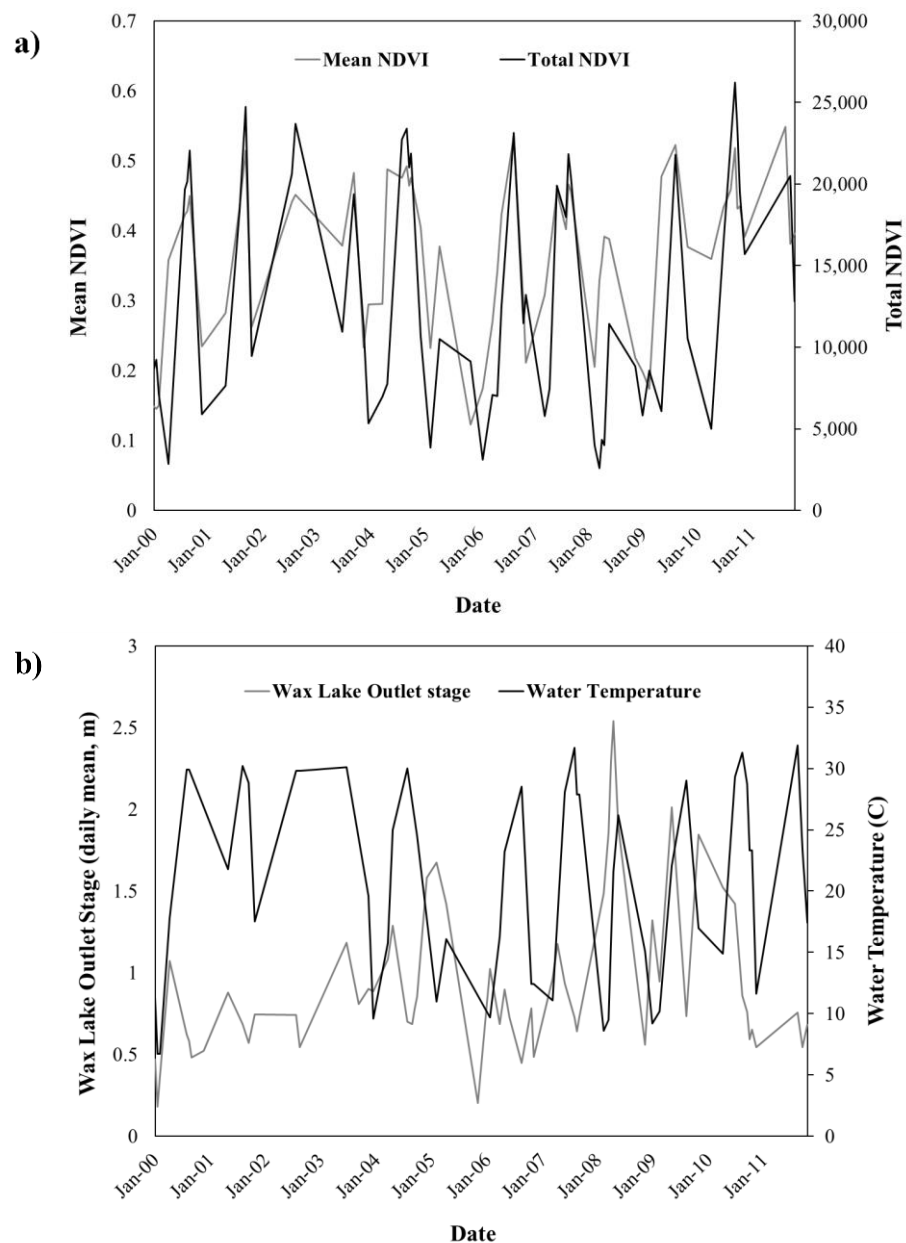 a)
Mean NDVI
Total NDVI
0.7
0.6
0.5
0.4
0.3
0.2
0.1
0
Mean NDVI
30,000
25,000
20,000
15,000
10,000
5,000
0
Total NDVI
Jan-00
Jan-01
Jan-02
Jan-03
Jan-04
Jan-05
Jan-06
Jan-07
Jan-08
Jan-09
Jan-10
Jan-11
Date
b)
Wax Lake Outlet stage
Water Temperature
3
2.5
2
1.5
1
0.5
0
Wax Lake Outlet Stage (daily mean, m)
40
35
30
25
20
15
10
5
0
Water Temperature (C)
Jan-00
Jan-01
Jan-02
Jan-03
Jan-04
Jan-05
Jan-06
Jan-07
Jan-08
Jan-09
Jan-10
Jan-11
Date